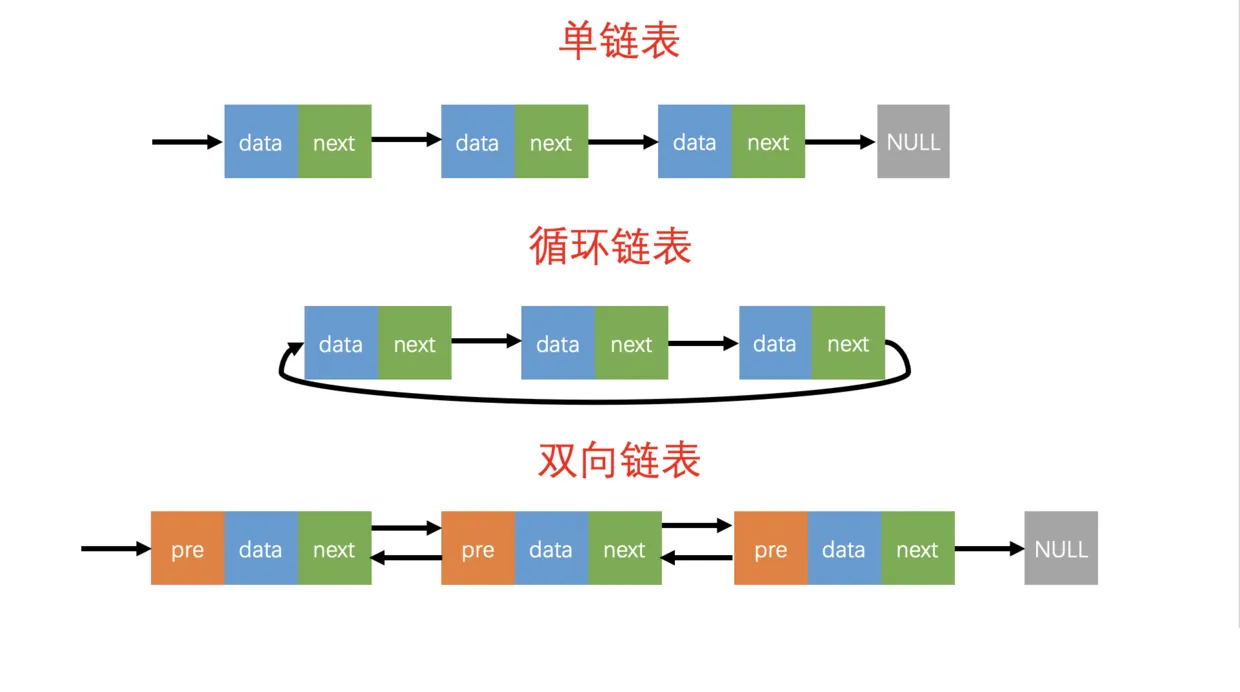 单链表
data next data next data next NULL
循环链表
data next data next data next
双向链表
pre data next pre data next pre data next NULL